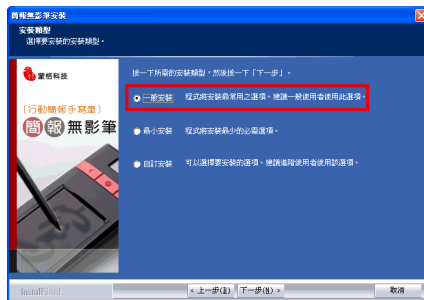 簡報無影筆安裝
安裝類型
選擇要安裝的安裝類型。
蒙恬科技
[行動簡報手寫筆]
簡報無影筆
按一下所需的安裝類型，然後按一下「下一步」。
一般安裝 程式將安裝最常用之選項。建議一般使用者使用此選項。
最小安裝 程式將安裝最少的必需選項。
自訂安裝 可以選擇要安裝的選項。建議進階使用者使用該選項。
InstallShield
< 上一步(B) 下一步(N) > 取消